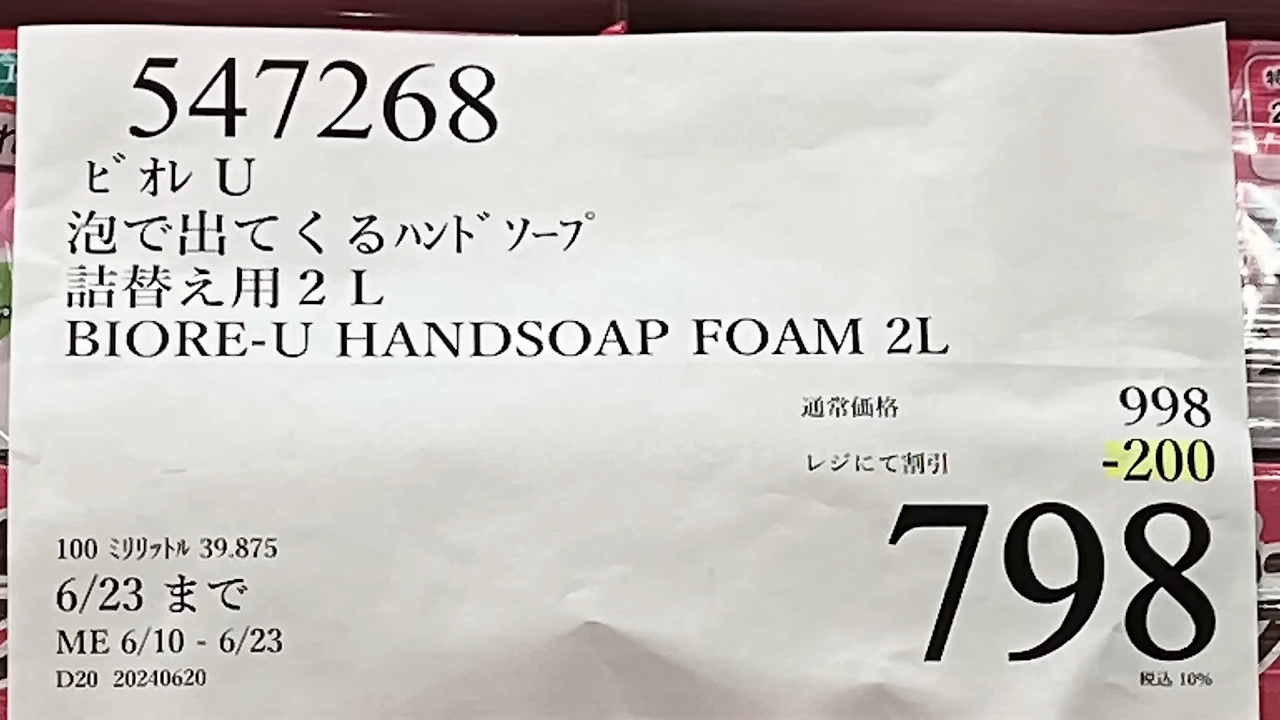 547268
ﾋﾞｵﾚ U
泡で出てくるﾊﾝﾄﾞｿｰﾌﾟ
詰替え用２Ｌ
BIORE-U HANDSOAP FOAM 2L
通常価格 998
レジにて割引 -200
798
税込 10%
100 ﾐﾘﾘｯﾄﾙ 39.875
6/23 まで
ME 6/10 - 6/23
D20 20240620